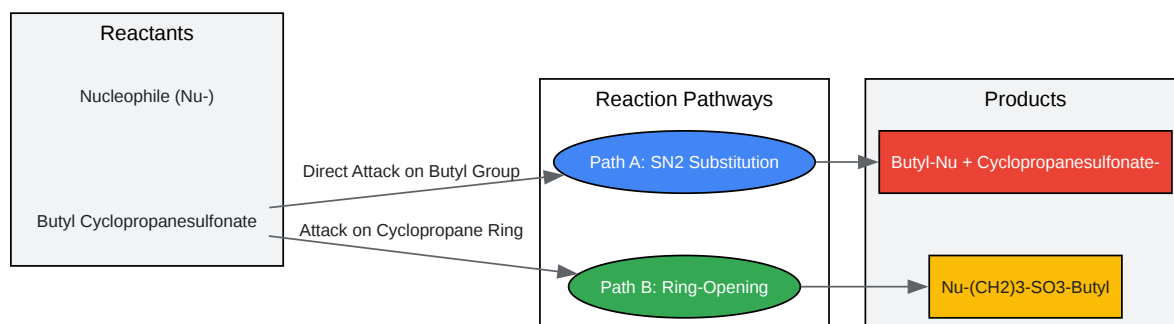 Reactants
Nucleophile (Nu-)
Butyl Cyclopropanesulfonate
Direct Attack on Butyl Group
Attack on Cyclopropane Ring
Reaction Pathways
Path A: SN2 Substitution
Path B: Ring-Opening
Products
Butyl-Nu + Cyclopropanesulfonate-
Nu-(CH2)3-SO3-Butyl